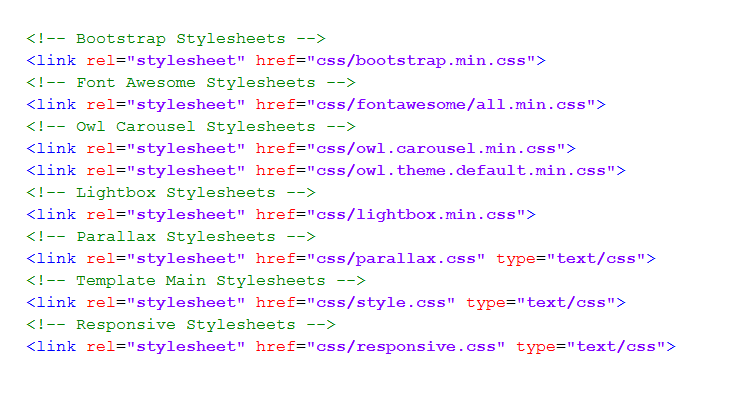 <!-- Bootstrap Stylesheets -->
<link rel="stylesheet" href="css/bootstrap.min.css">
<!-- Font Awesome Stylesheets -->
<link rel="stylesheet" href="css/fontawesome/all.min.css">
<!-- Owl Carousel Stylesheets -->
<link rel="stylesheet" href="css/owl.carousel.min.css">
<link rel="stylesheet" href="css/owl.theme.default.min.css">
<!-- Lightbox Stylesheets -->
<link rel="stylesheet" href="css/lightbox.min.css">
<!-- Parallax Stylesheets -->
<link rel="stylesheet" href="css/parallax.css" type="text/css">
<!-- Template Main Stylesheets -->
<link rel="stylesheet" href="css/style.css" type="text/css">
<!-- Responsive Stylesheets -->
<link rel="stylesheet" href="css/responsive.css" type="text/css">